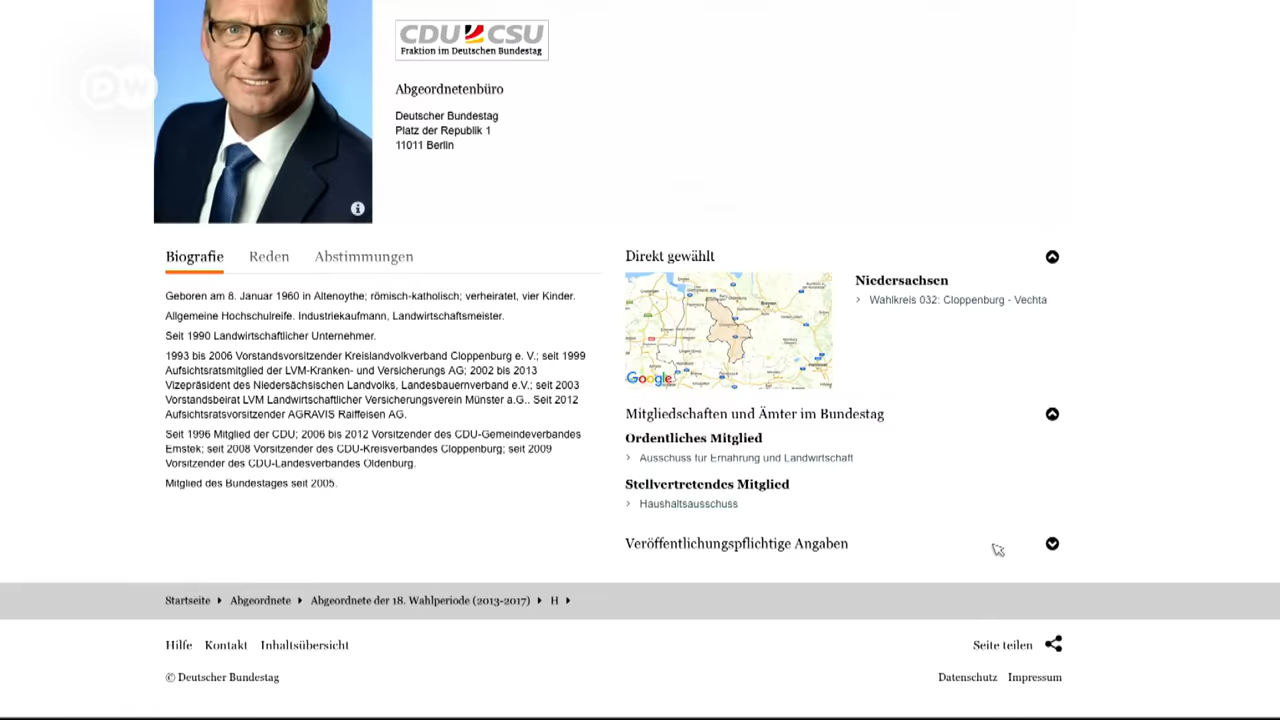 DW
CDU CSU
Fraktion im Deutschen Bundestag
Abgeordnetenbüro
Deutscher Bundestag
Platz der Republik 1
11011 Berlin
Biografie Reden Abstimmungen
Geboren am 8. Januar 1960 in Altenoythe; römisch-katholisch; verheiratet, vier Kinder.
Allgemeine Hochschulreife. Industriekaufmann, Landwirtschaftsmeister.
Seit 1990 Landwirtschaftlicher Unternehmer.
1993 bis 2006 Vorstandsvorsitzender Kreislandvolkverband Cloppenburg e. V.; seit 1999
Aufsichtsratsmitglied der LVM-Kranken- und Versicherungs AG; 2002 bis 2013
Vizepräsident des Niedersächsischen Landvolks, Landesbauernverband e.V.; seit 2003
Vorstandsbeirat LVM Landwirtschaftlicher Versicherungsverein Münster a.G.. Seit 2012
Aufsichtsratsvorsitzender AGRAVIS Raiffeisen AG.
Seit 1996 Mitglied der CDU; 2006 bis 2012 Vorsitzender des CDU-Gemeindeverbandes
Emstek; seit 2008 Vorsitzender des CDU-Kreisverbandes Cloppenburg; seit 2009
Vorsitzender des CDU-Landesverbandes Oldenburg.
Mitglied des Bundestages seit 2005.
Direkt gewählt
Google
Niedersachsen
Wahlkreis 032: Cloppenburg - Vechta
Mitgliedschaften und Ämter im Bundestag
Ordentliches Mitglied
Ausschuss für Ernährung und Landwirtschaft
Stellvertretendes Mitglied
Haushaltsausschuss
Veröffentlichungspflichtige Angaben
Startseite Abgeordnete Abgeordnete der 18. Wahlperiode (2013-2017) H
Hilfe Kontakt Inhaltsübersicht
Seite teilen
© Deutscher Bundestag
Datenschutz Impressum